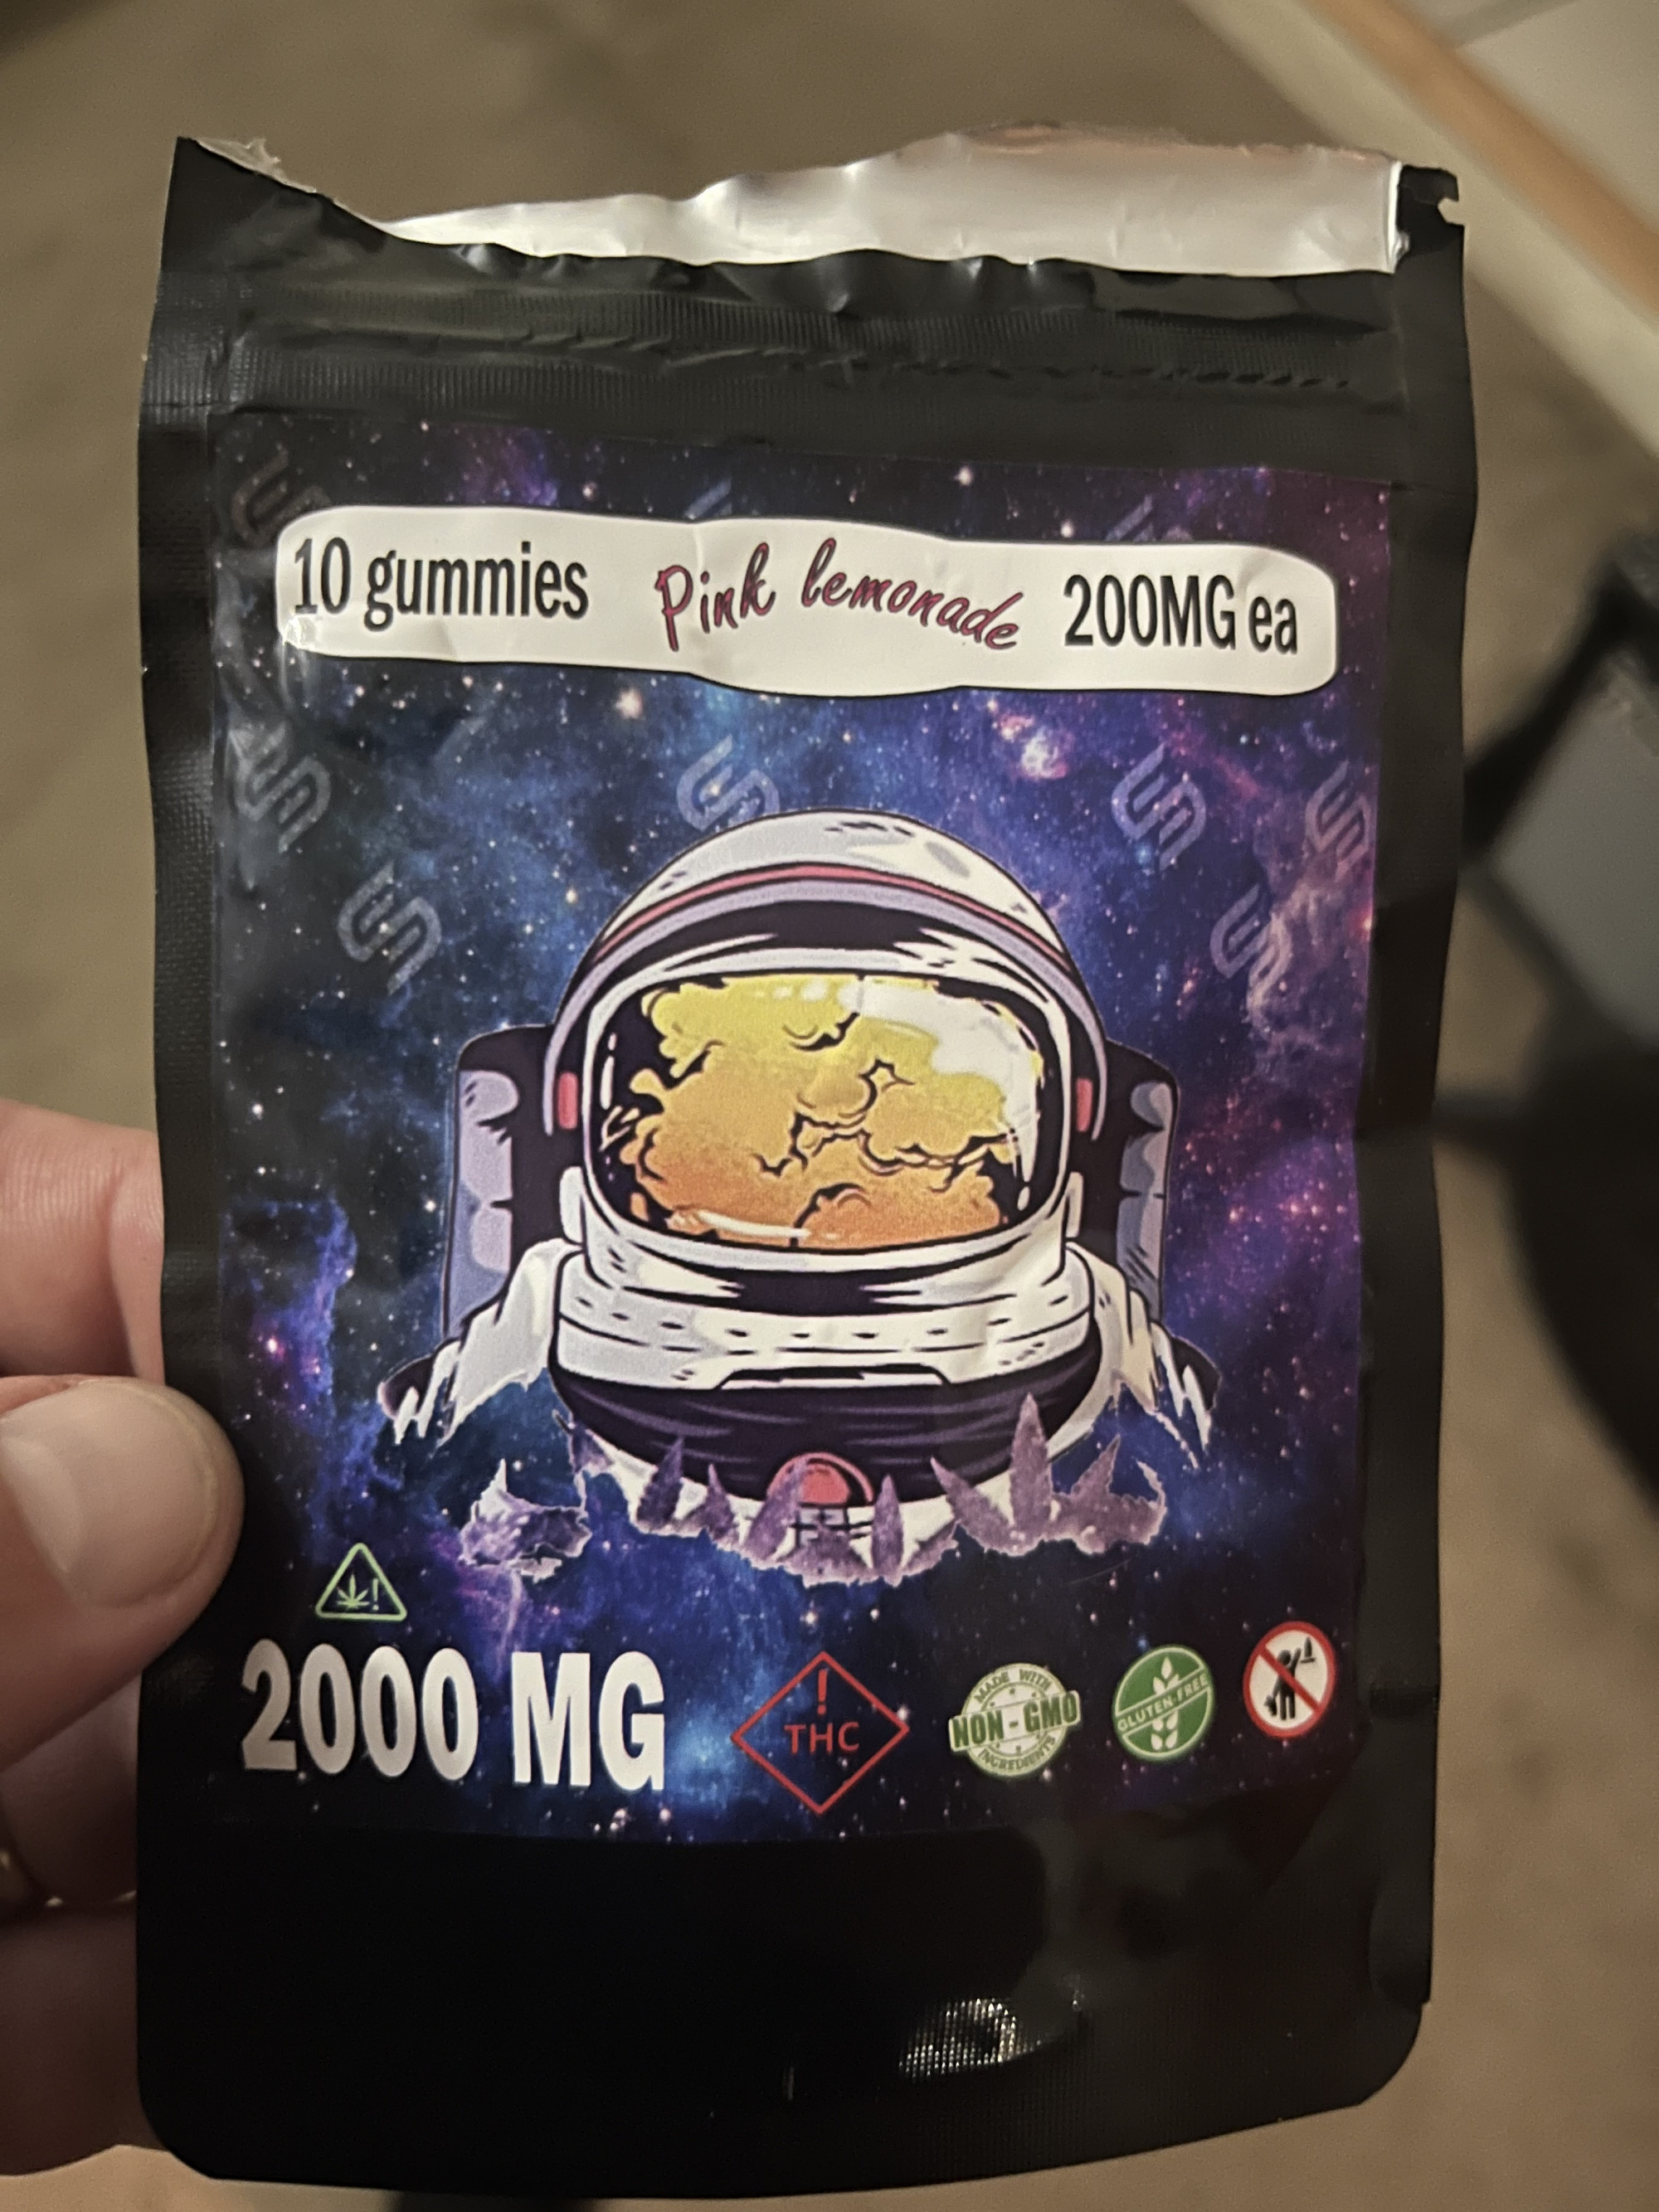 10 gummies Pink lemonade 200MG ea
2000 MG
!
THC
MADE WITH
NON-GMO
INGREDIENTS
GLUTEN-FREE